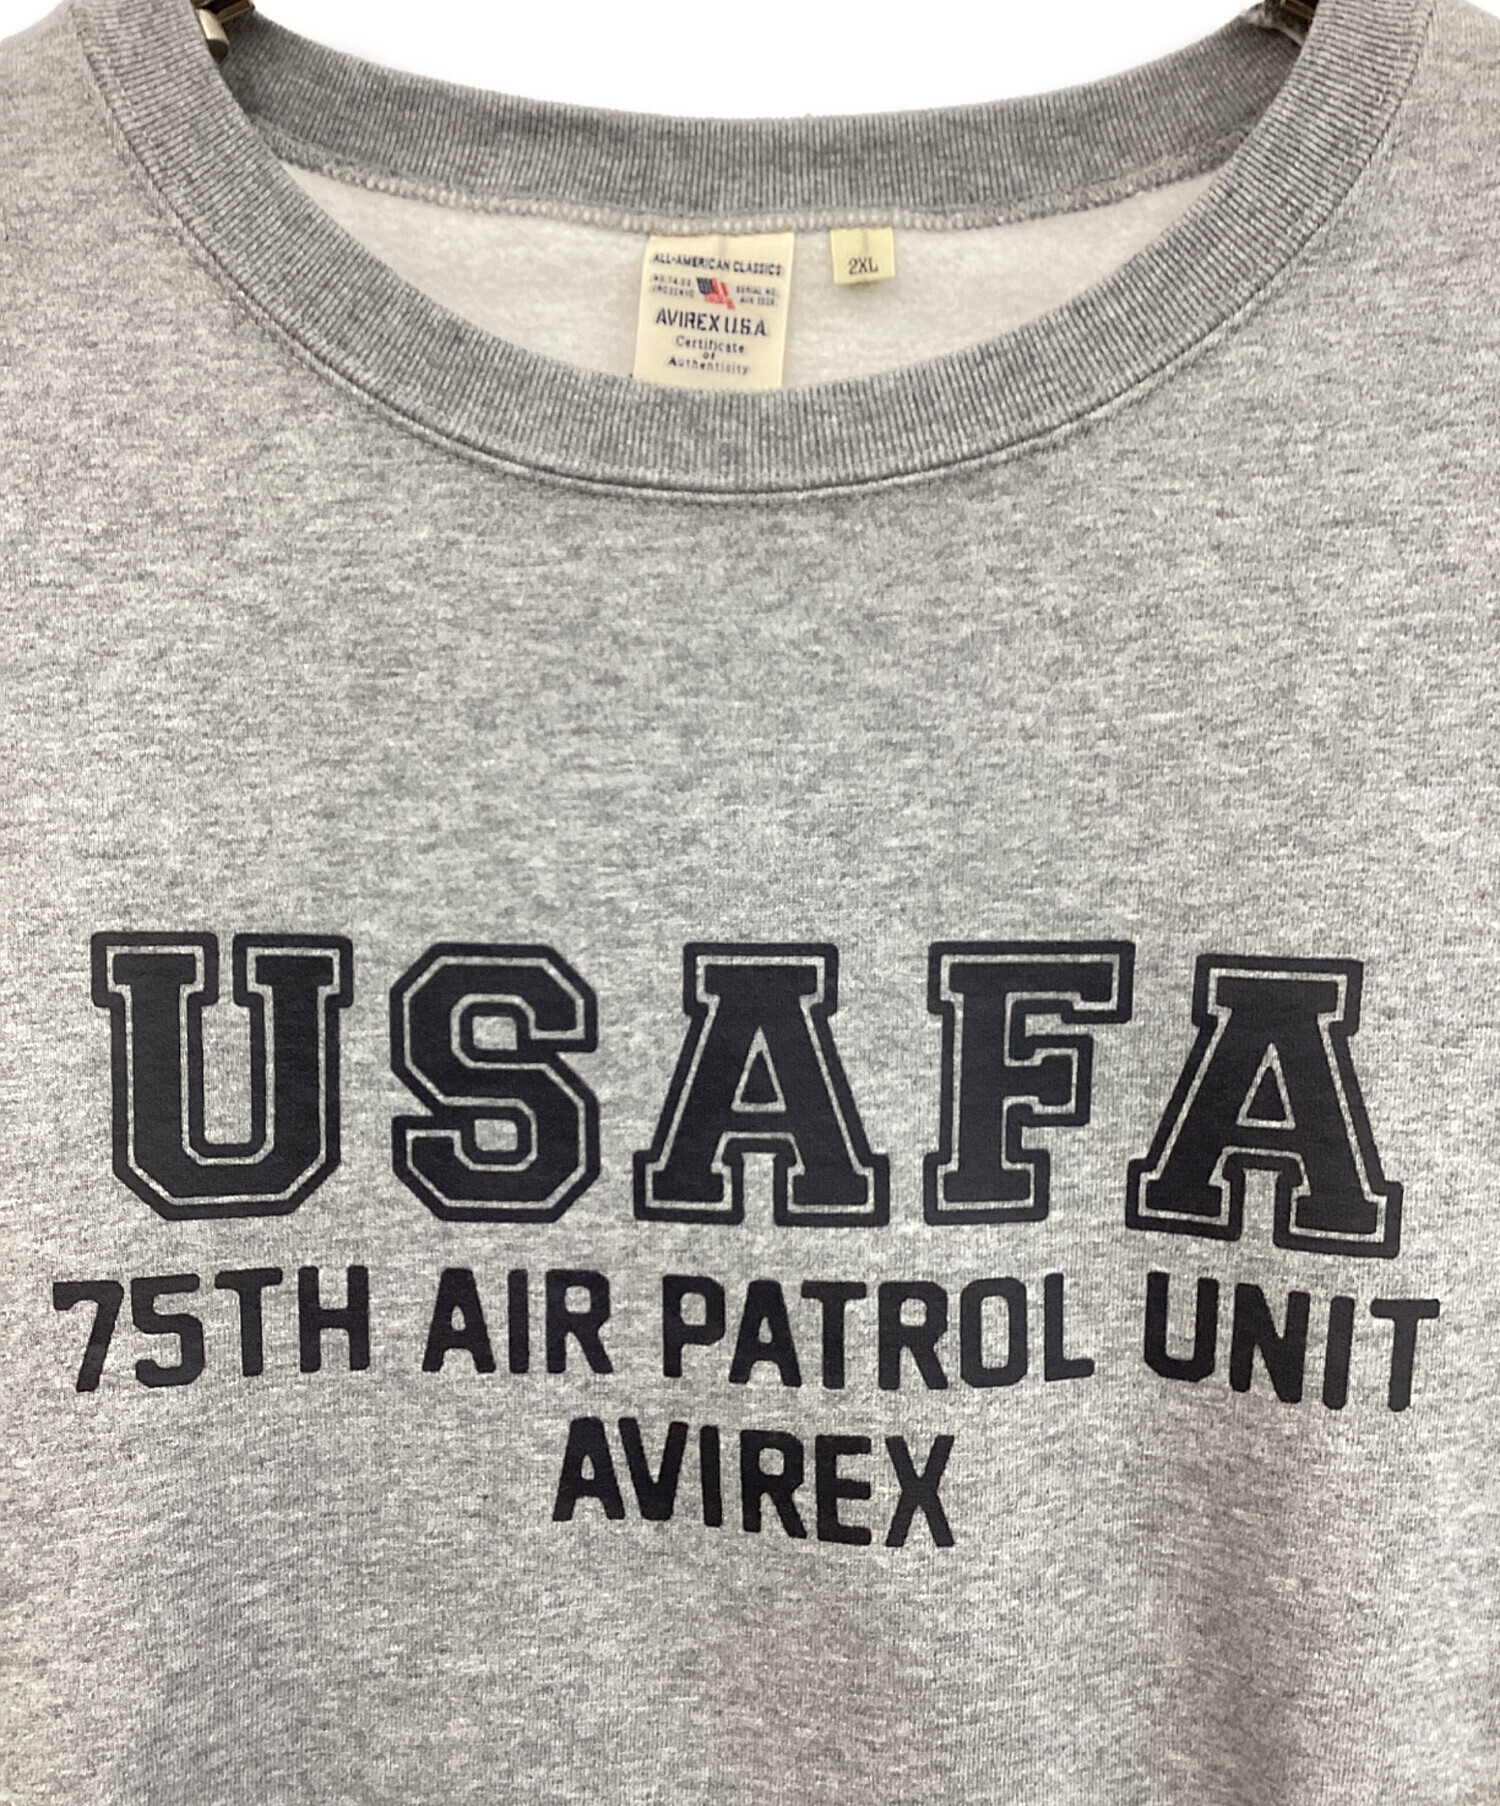 ALL-AMERICAN CLASSICS
AVIREX U.S.A.
Certificate
of
Authenticity
2XL
USAFA
75TH AIR PATROL UNIT
AVIREX